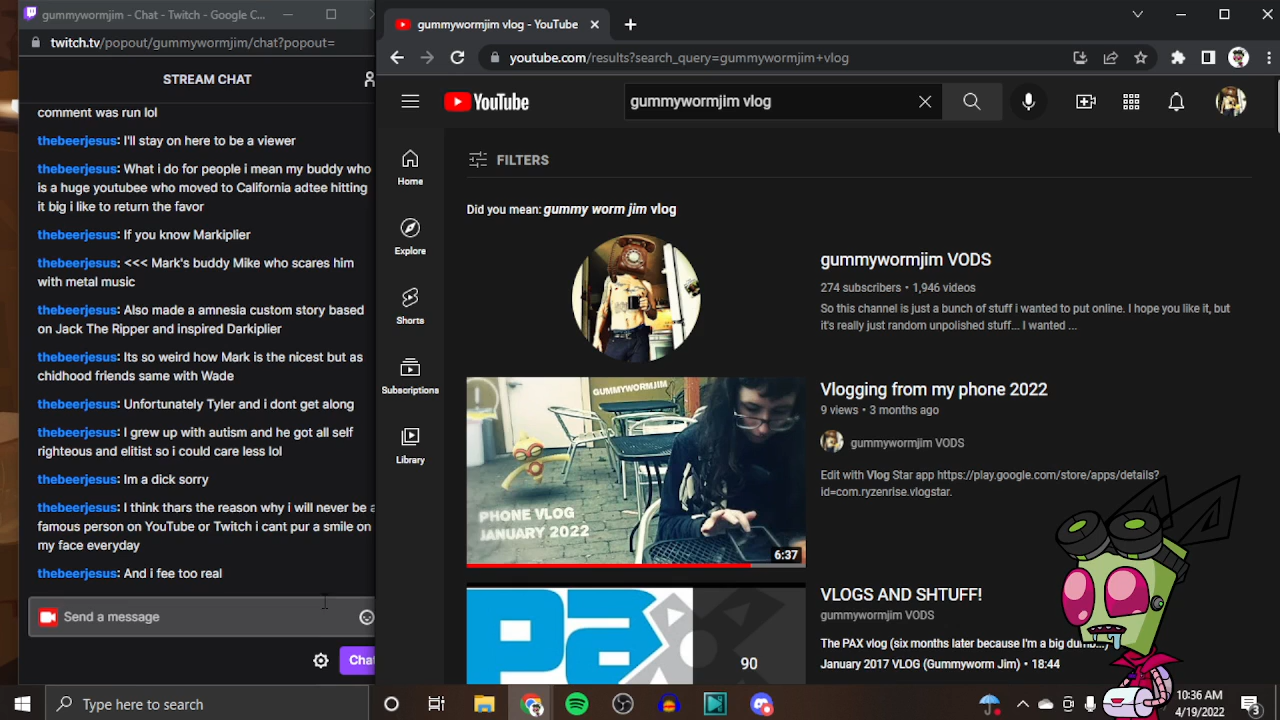 gummywormjim - Chat - Twitch - Google C...
twitch.tv/popout/gummywormjim/chat?popout=
STREAM CHAT
comment was run lol
thebeerjesus: I'll stay on here to be a viewer
thebeerjesus: What i do for people i mean my buddy who
is a huge youtubee who moved to California adtee hitting
it big i like to return the favor
thebeerjesus: If you know Markiplier
thebeerjesus: <<< Mark's buddy Mike who scares him
with metal music
thebeerjesus: Also made a amnesia custom story based
on Jack The Ripper and inspired Darkiplier
thebeerjesus: Its so weird how Mark is the nicest but as
chidhood friends same with Wade
thebeerjesus: Unfortunately Tyler and i dont get along
thebeerjesus: I grew up with autism and he got all self
righteous and elitist so i could care less lol
thebeerjesus: Im a dick sorry
thebeerjesus: I think thars the reason why i will never be a
famous person on YouTube or Twitch i cant pur a smile on
my face everyday
thebeerjesus: And i fee too real
Send a message
Chat
gummywormjim vlog - YouTube
youtube.com/results?search_query=gummywormjim+vlog
YouTube
gummywormjim vlog
Home
Explore
Shorts
Subscriptions
Library
FILTERS
Did you mean: gummy worm jim vlog
gummywormjim VODS
274 subscribers • 1,946 videos
So this channel is just a bunch of stuff i wanted to put online. I hope you like it, but
it's really just random unpolished stuff... I wanted ...
GUMMYWORMJIM
PHONE VLOG
JANUARY 2022
6:37
Vlogging from my phone 2022
9 views • 3 months ago
gummywormjim VODS
Edit with Vlog Star app https://play.google.com/store/apps/details?
id=com.ryzenrise.vlogstar.
PAX
90
VLOGS AND SHTUFF!
gummywormjim VODS
The PAX vlog (six months later because I'm a big dumb...)
January 2017 VLOG (Gummyworm Jim) • 18:44
Type here to search
10:36 AM
4/19/2022
3